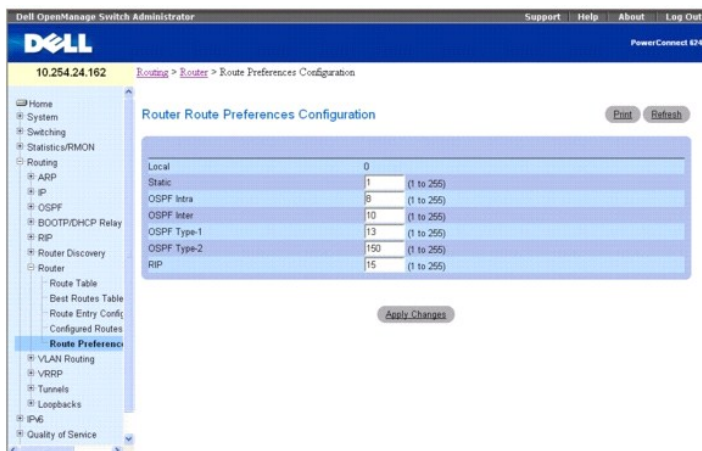 Dell OpenManage Switch Administrator Support Help About Log Out
DELL
PowerConnect 624
10.254.24.162
Routing > Router > Route Preferences Configuration
Home
System
Switching
Statistics/RMON
Routing
ARP
IP
OSPF
BOOTP/DHCP Relay
RIP
Router Discovery
Router
Route Table
Best Routes Table
Route Entry Config
Configured Routes
Route Preference
VLAN Routing
VRRP
Tunnels
Loopbacks
IPv6
Quality of Service
Router Route Preferences Configuration
Print Refresh
Local 0
Static 1 (1 to 255)
OSPF Intra 8 (1 to 255)
OSPF Inter 10 (1 to 255)
OSPF Type-1 13 (1 to 255)
OSPF Type-2 150 (1 to 255)
RIP 15 (1 to 255)
Apply Changes